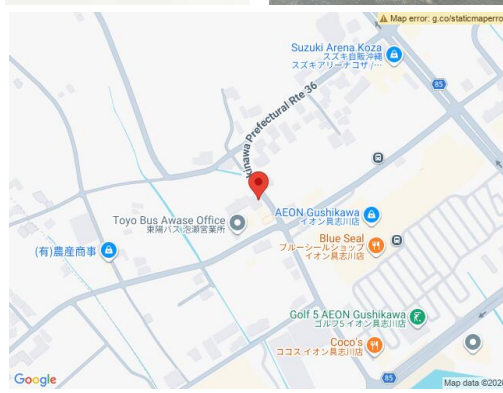 Map error: g.co/staticmaperro
Suzuki Arena Koza
スズキ自販沖縄
スズキアリーナコザ /…
85
kinawa Prefectural Rte 36
AEON Gushikawa
イオン具志川店
Toyo Bus Awase Office
東陽バス 泡瀬営業所
Blue Seal
ブルーシールショップ
イオン具志川店
(有)農産商事
Golf 5 AEON Gushikawa
ゴルフ5 イオン具志川店
Coco's
ココス イオン具志川店
85
Google
Map data ©202